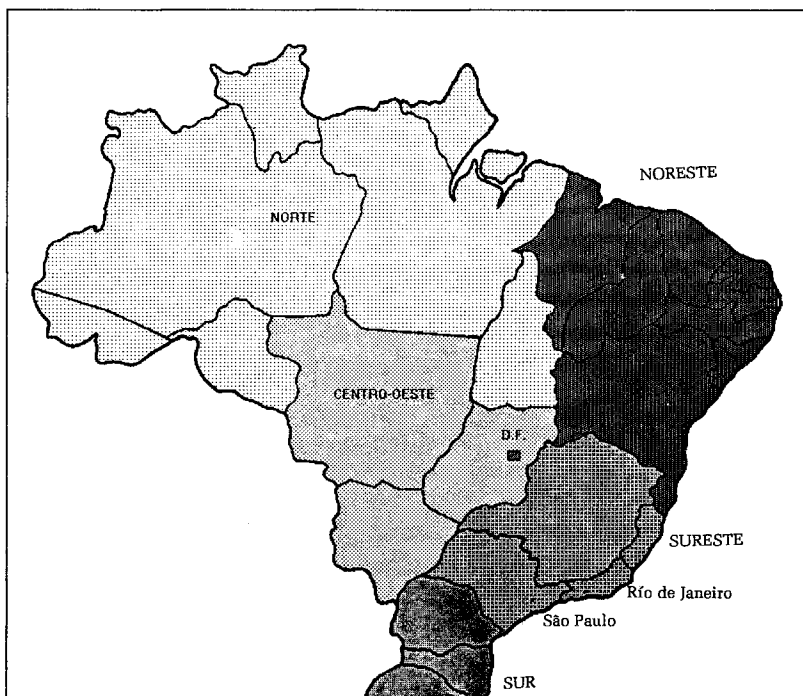 NORESTE
NORTE
CENTRO-OESTE
D.F.
SURESTE
Río de Janeiro
São Paulo
SUR